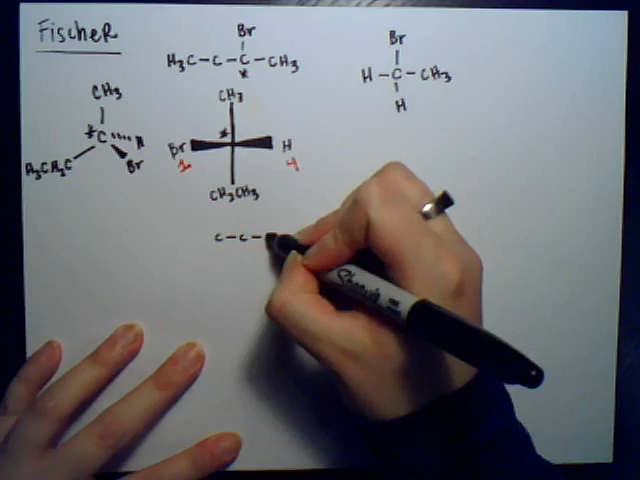 Fischer
Br
H₃C-C-C-CH₃
*
Br
H-C-CH₃
H
CH₃
*C
H
H₃CH₂C
Br
CH₃
Br * H
1 4
CH₂CH₃
C-C-
Sharpie